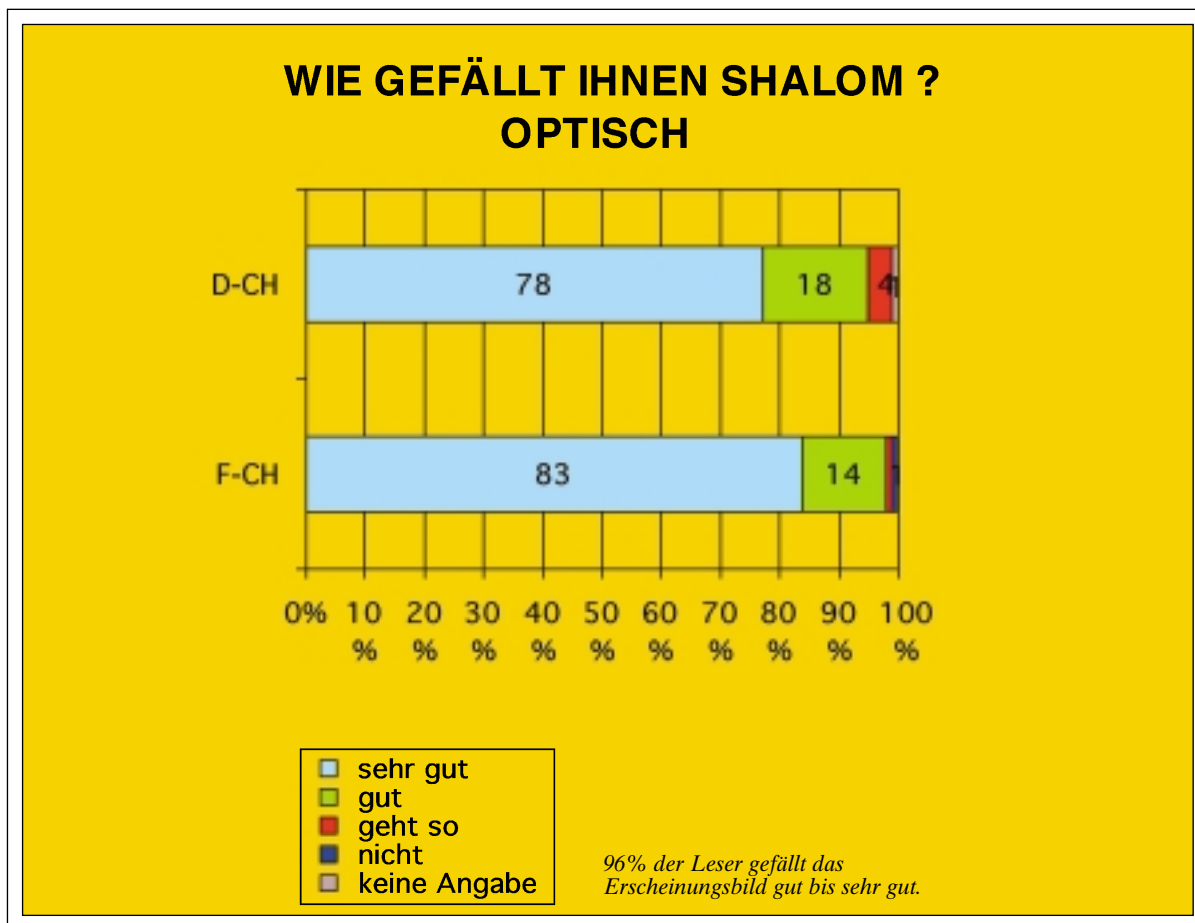 WIE GEFÄLLT IHNEN SHALOM ?
OPTISCH
D-CH 78 18 4 1
F-CH 83 14 1
0% 10 20 30 40 50 60 70 80 90 100
% % % % % % % % % %
sehr gut
gut
geht so
nicht
keine Angabe
96% der Leser gefällt das
Erscheinungsbild gut bis sehr gut.